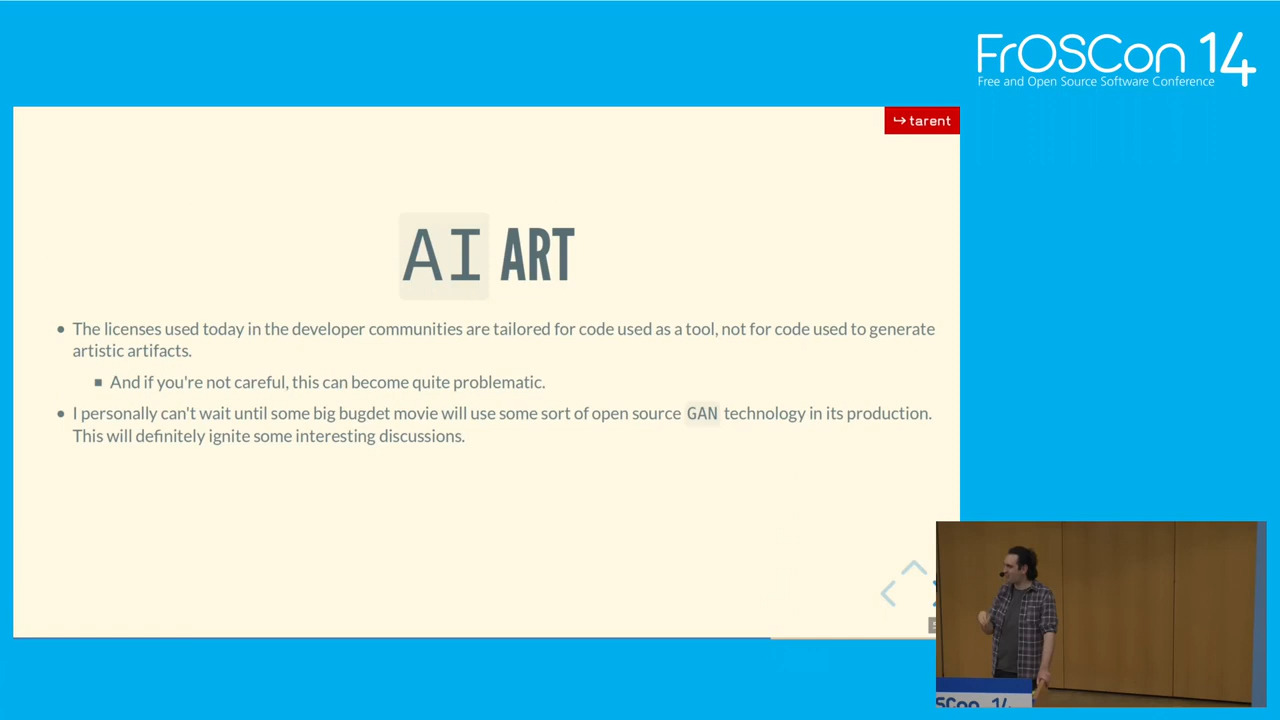 FrOSCon 14
Free and Open Source Software Conference
↪ tarent
AI ART
• The licenses used today in the developer communities are tailored for code used as a tool, not for code used to generate
artistic artifacts.
▪ And if you're not careful, this can become quite problematic.
• I personally can't wait until some big bugdet movie will use some sort of open source GAN technology in its production.
This will definitely ignite some interesting discussions.
SCon 14